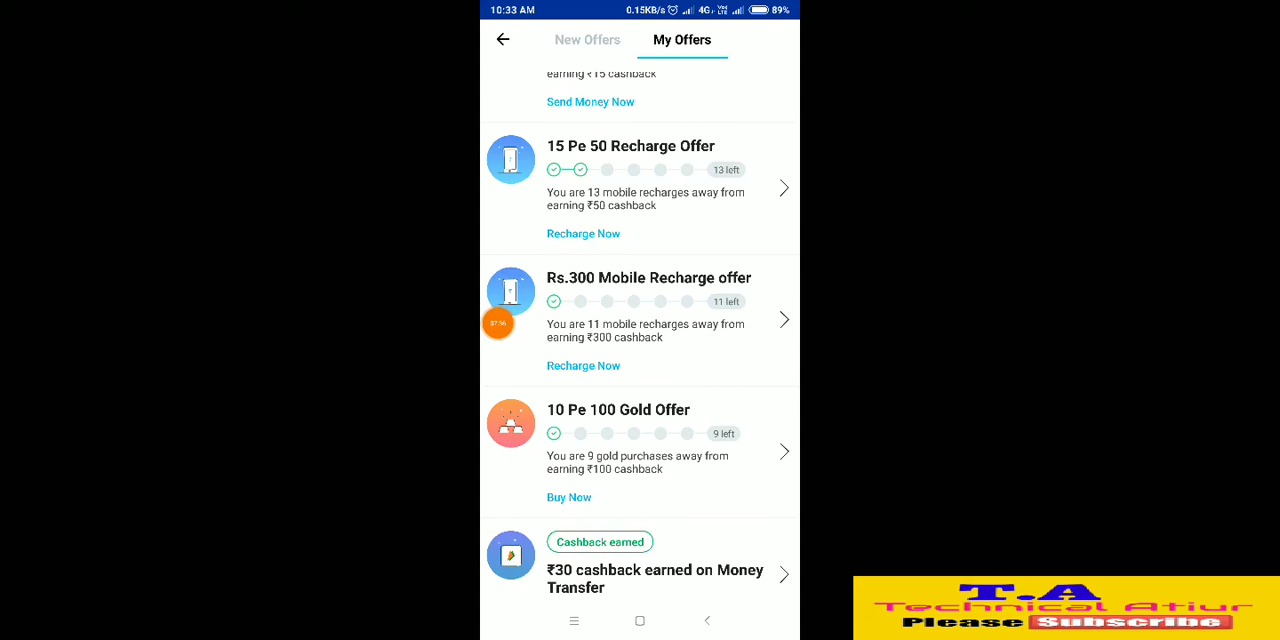 10:33 AM 0.15KB/s 4G VoLTE 89%
New Offers My Offers
earning ₹15 cashback
Send Money Now
15 Pe 50 Recharge Offer
13 left
You are 13 mobile recharges away from
earning ₹50 cashback
Recharge Now
Rs.300 Mobile Recharge offer
11 left
You are 11 mobile recharges away from
earning ₹300 cashback
Recharge Now
10 Pe 100 Gold Offer
9 left
You are 9 gold purchases away from
earning ₹100 cashback
Buy Now
Cashback earned
₹30 cashback earned on Money
Transfer
T.A
Technical Atiur
Please Subscribe